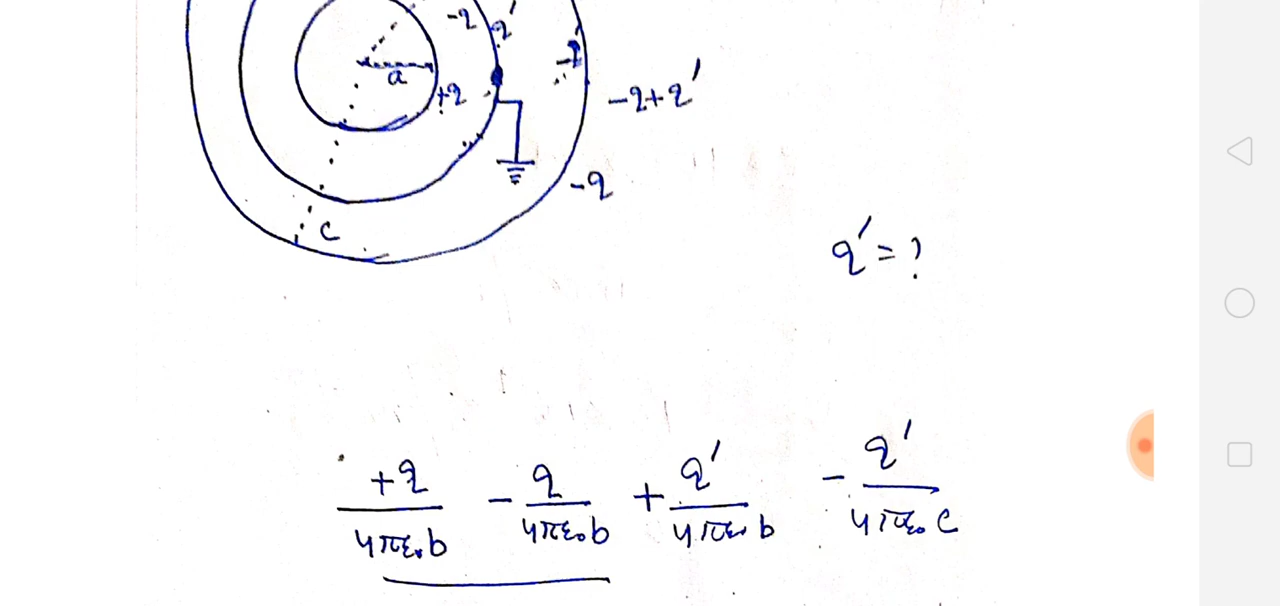 -q q'
a
+q
-q'
-q+q'
-q
c
q' = ?
+q/4πε₀b - q/4πε₀b + q'/4πε₀b - q'/4πε₀c